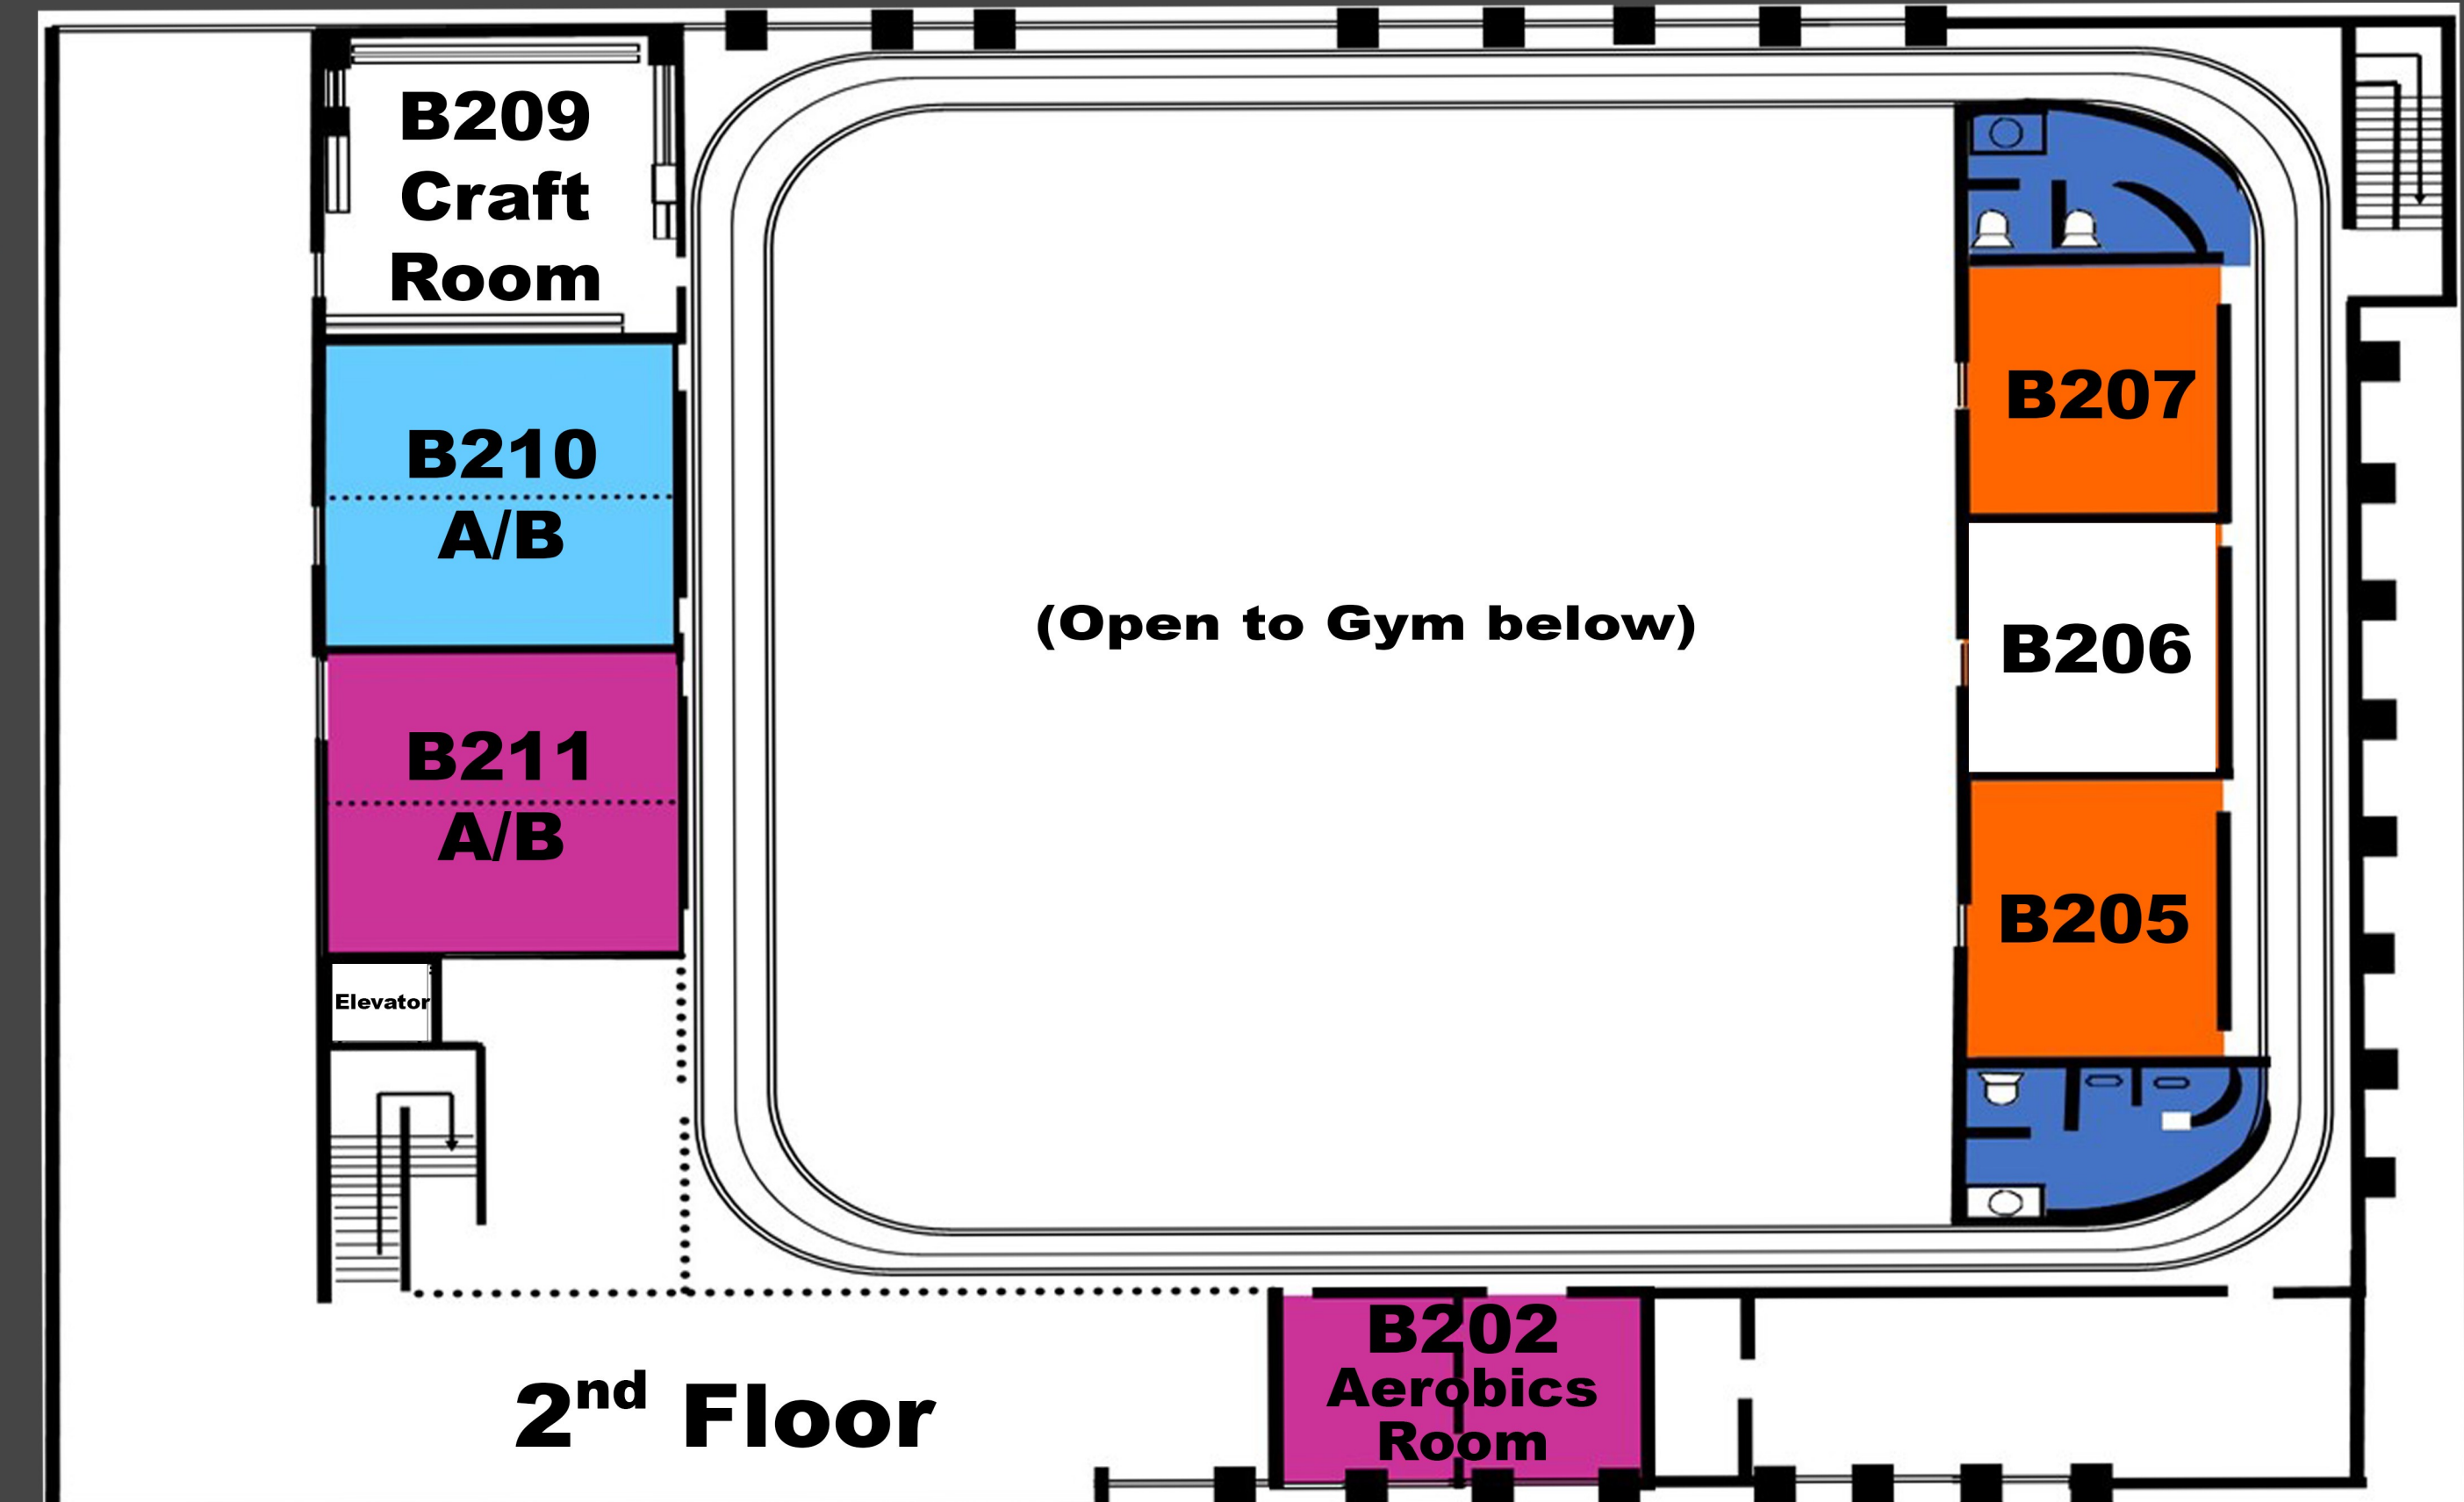 B209
Craft
Room
B210
A/B
B211
A/B
Elevator
(Open to Gym below)
B207
B206
B205
B202
Aerobics
Room
2nd Floor